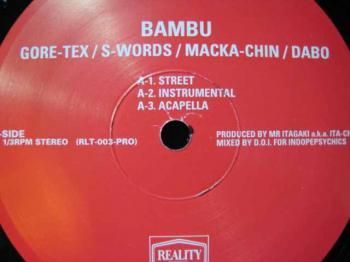 BAMBU
GORE-TEX / S-WORDS / MACKA-CHIN / DABO
A-1. STREET
A-2. INSTRUMENTAL
A-3. ACAPELLA
-SIDE
1/3RPM STEREO (RLT-003-PRO)
PRODUCED BY MR ITAGAKI a.k.a. ITA-CH
MIXED BY D.O.I. FOR INDOPEPSYCHICS
REALITY